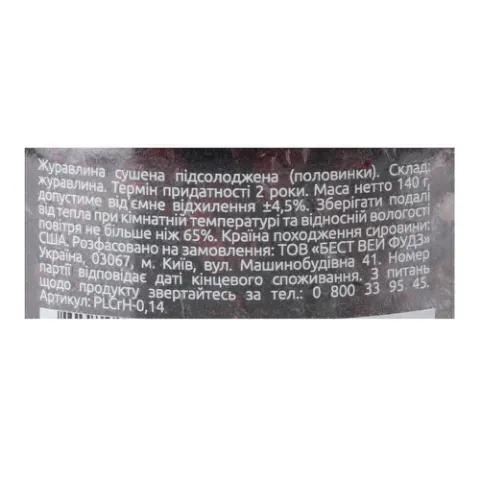 Журавлина сушена підсолоджена (половинки). Склад:
журавлина. Термін придатності 2 роки. Маса нетто 140 г,
допустиме від'ємне відхилення ±4,5%. Зберігати подалі
від тепла при кімнатній температурі та відносній вологості
повітря не більше ніж 65%. Країна походження сировини:
США. Розфасовано на замовлення: ТОВ «БЕСТ ВЕЙ ФУДЗ»
Україна, 03067, м. Київ, вул. Машинобудівна 41. Номер
партії відповідає даті кінцевого споживання. З питань
щодо продукту звертайтесь за тел.: 0 800 33 95 45.
Артикул: PLCrH-0,14